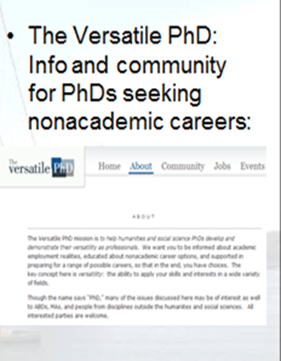 • The Versatile PhD:
Info and community
for PhDs seeking
nonacademic careers:
The
versatile PhD
Home About Community Jobs Events
ABOUT
The Versatile PhD mission is to help humanities and social science PhDs develop and
demonstrate their versatility as professionals. We want you to be informed about academic
employment realities, educated about nonacademic career options, and supported in
preparing for a range of possible careers, so that in the end, you have choices. The
key concept here is versatility: the ability to apply your skills and interests in a wide variety
of fields.
Though the name says "PhD," many of the issues discussed here may be of interest as well
to ABDs, MAs, and people from disciplines outside the humanities and social sciences. All
interested parties are welcome.